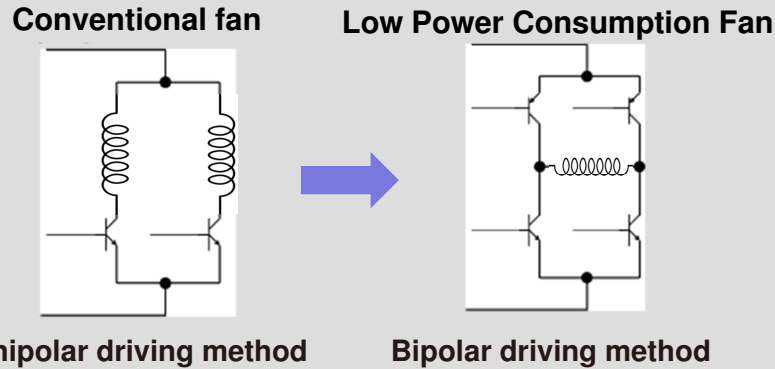 Conventional fan
Low Power Consumption Fan
nipolar driving method
Bipolar driving method